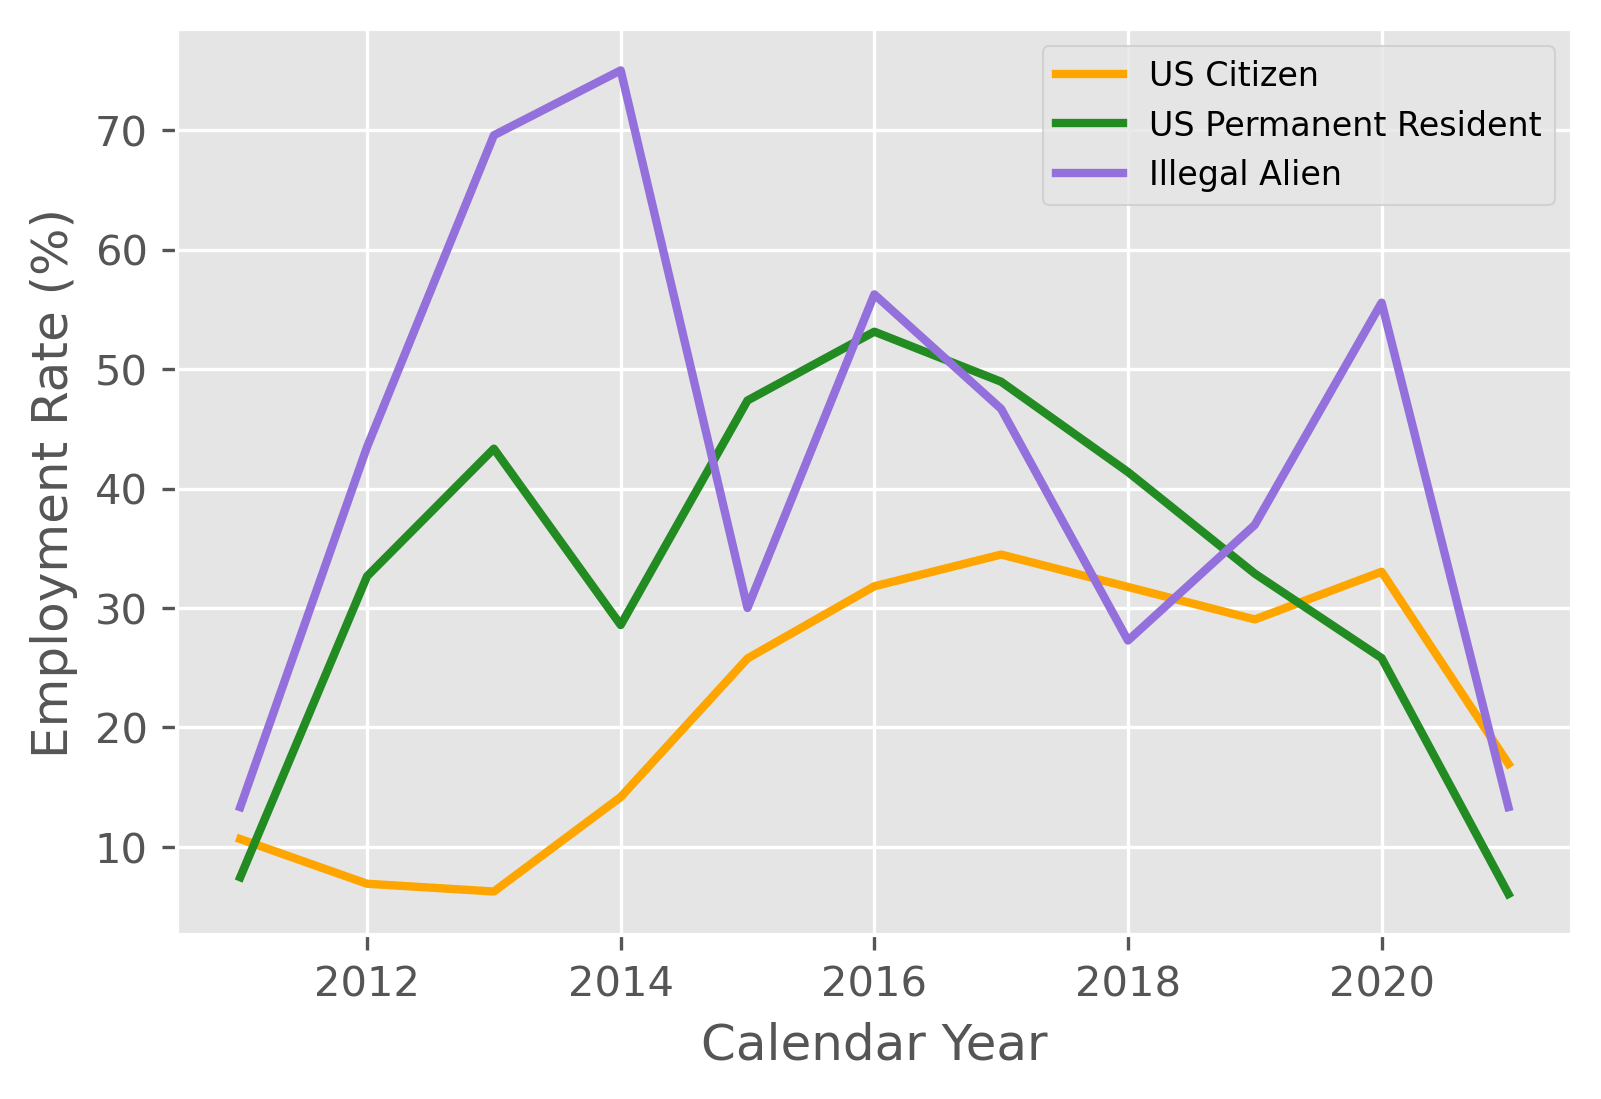 US Citizen
US Permanent Resident
Illegal Alien
Employment Rate (%)
70
60
50
40
30
20
10
2012 2014 2016 2018 2020
Calendar Year